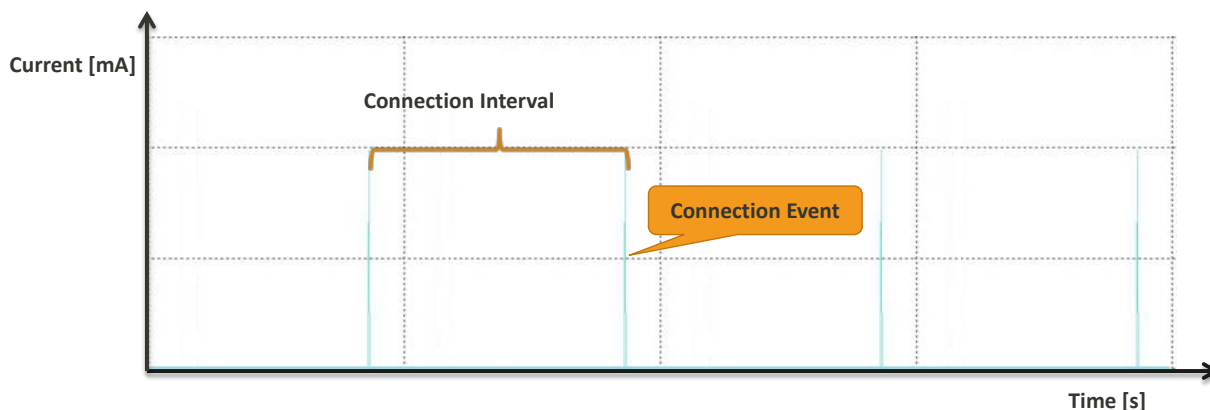 Current [mA]
Connection Interval
Connection Event
Time [s]